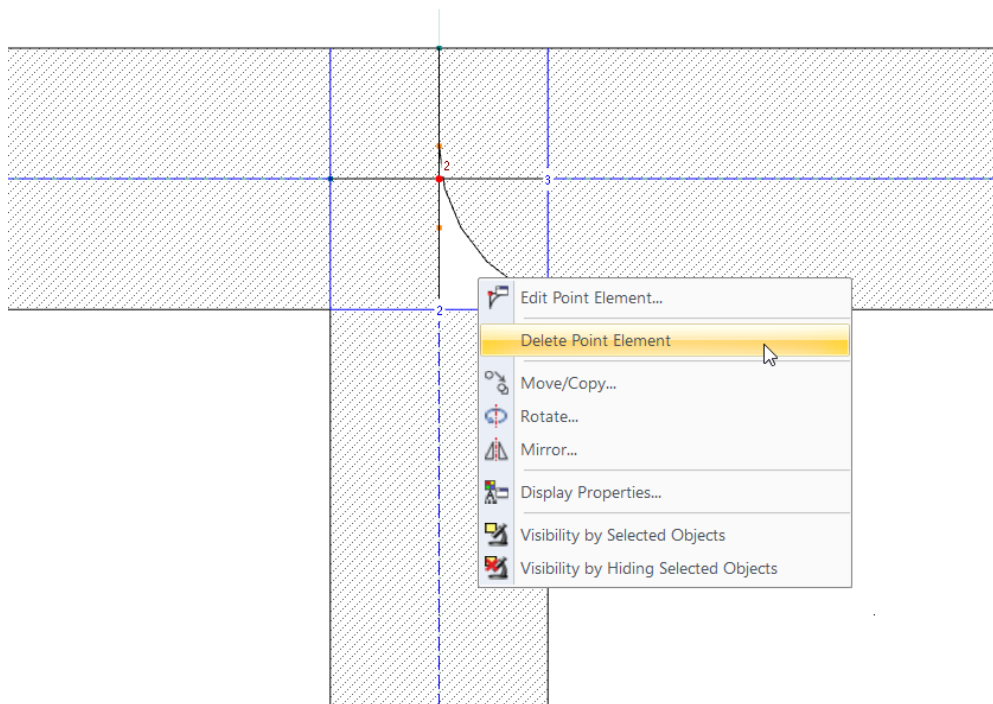 2
3
2
Edit Point Element...
Delete Point Element
Move/Copy...
Rotate...
Mirror...
Display Properties...
Visibility by Selected Objects
Visibility by Hiding Selected Objects